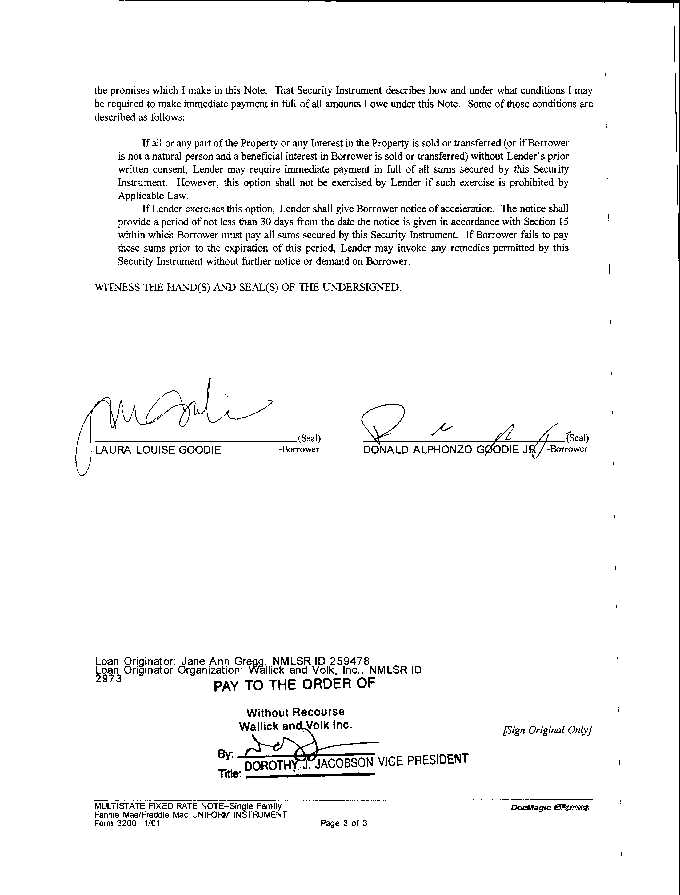 the promises which I make in this Note. That Security Instrument describes how and under what conditions I may
be required to make immediate payment in full of all amounts I owe under this Note. Some of those conditions are
described as follows:
If all or any part of the Property or any Interest in the Property is sold or transferred (or if Borrower
is not a natural person and a beneficial interest in Borrower is sold or transferred) without Lender's prior
written consent, Lender may require immediate payment in full of all sums secured by this Security
Instrument. However, this option shall not be exercised by Lender if such exercise is prohibited by
Applicable Law.
If Lender exercises this option, Lender shall give Borrower notice of acceleration. The notice shall
provide a period of not less than 30 days from the date the notice is given in accordance with Section 15
within which Borrower must pay all sums secured by this Security Instrument. If Borrower fails to pay
these sums prior to the expiration of this period, Lender may invoke any remedies permitted by this
Security Instrument without further notice or demand on Borrower.
WITNESS THE HAND(S) AND SEAL(S) OF THE UNDERSIGNED.
(Seal) (Seal)
LAURA LOUISE GOODIE -Borrower DONALD ALPHONZO GOODIE JR -Borrower
Loan Originator: Jane Ann Gregg, NMLSR ID 259478
Loan Originator Organization: Wallick and Volk, Inc., NMLSR ID
2973
PAY TO THE ORDER OF
Without Recourse
Wallick and Volk Inc.
[Sign Original Only]
By:
DOROTHY J. JACOBSON VICE PRESIDENT
Title:
MULTISTATE FIXED RATE NOTE--Single Family DocMagic
Fannie Mae/Freddie Mac UNIFORM INSTRUMENT
Form 3200 1/01 Page 3 of 3